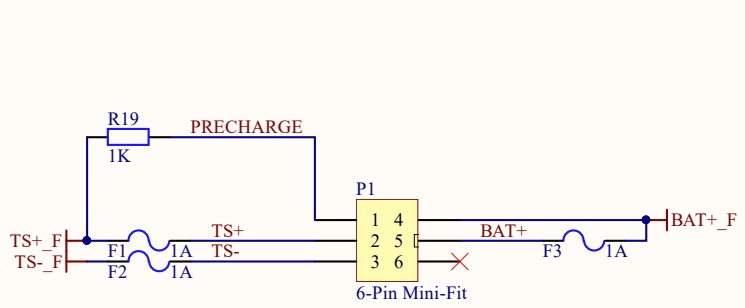 R19
PRECHARGE
1K
P1
1 4
BAT+_F
TS+_F
F1
1A
TS+
2 5
BAT+
F3
1A
TS-_F
F2
1A
TS-
3 6
6-Pin Mini-Fit